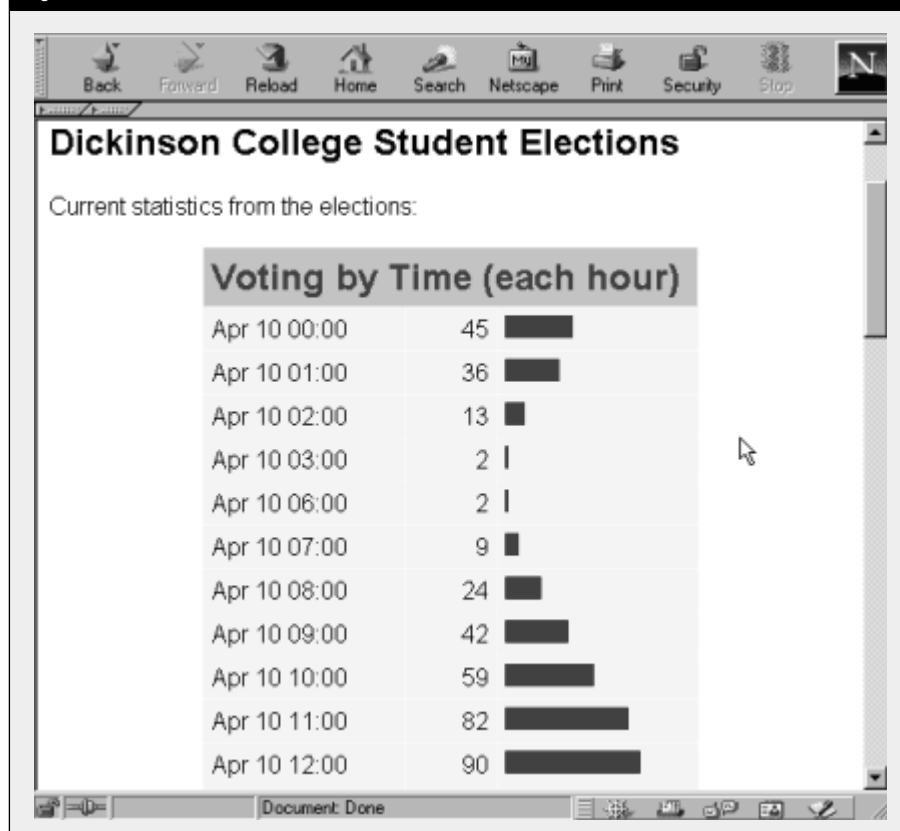 Back Forward Reload Home Search Netscape Print Security Stop
My
N
Dickinson College Student Elections
Current statistics from the elections:
Voting by Time (each hour)
Apr 10 00:00 45
Apr 10 01:00 36
Apr 10 02:00 13
Apr 10 03:00 2
Apr 10 06:00 2
Apr 10 07:00 9
Apr 10 08:00 24
Apr 10 09:00 42
Apr 10 10:00 59
Apr 10 11:00 82
Apr 10 12:00 90
Document: Done